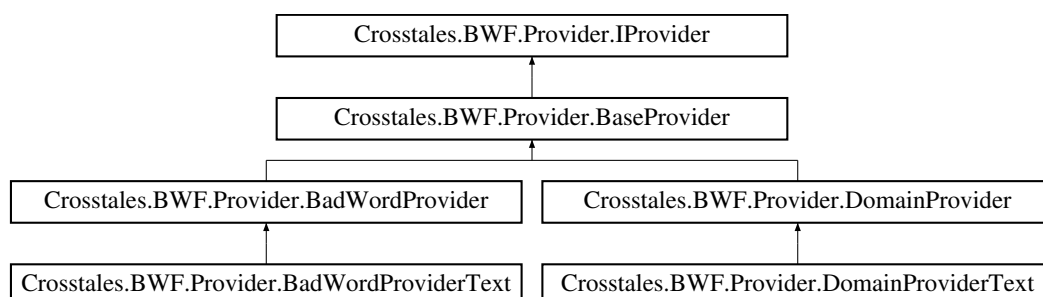 Crosstales.BWF.Provider.IProvider
Crosstales.BWF.Provider.BaseProvider
Crosstales.BWF.Provider.BadWordProvider
Crosstales.BWF.Provider.DomainProvider
Crosstales.BWF.Provider.BadWordProviderText
Crosstales.BWF.Provider.DomainProviderText